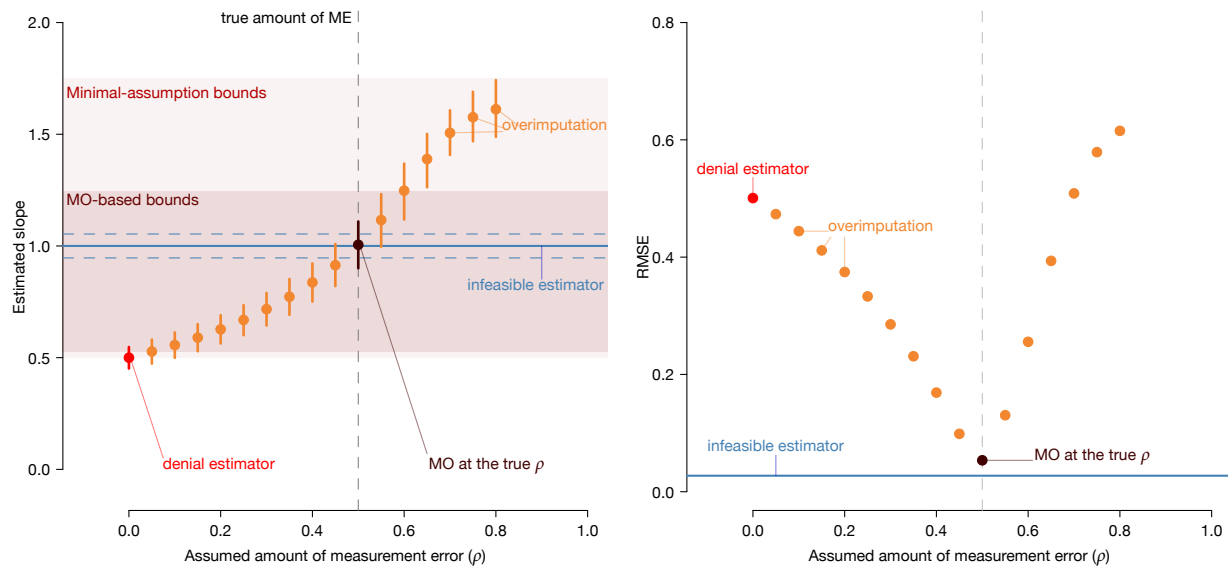 true amount of ME
2.0
1.5
1.0
0.5
0.0
Estimated slope
Minimal-assumption bounds
overimputation
MO-based bounds
infeasible estimator
denial estimator
MO at the true ρ
0.0 0.2 0.4 0.6 0.8 1.0
Assumed amount of measurement error (ρ)
0.8
0.6
0.4
0.2
0.0
RMSE
denial estimator
overimputation
infeasible estimator
MO at the true ρ
0.0 0.2 0.4 0.6 0.8 1.0
Assumed amount of measurement error (ρ)